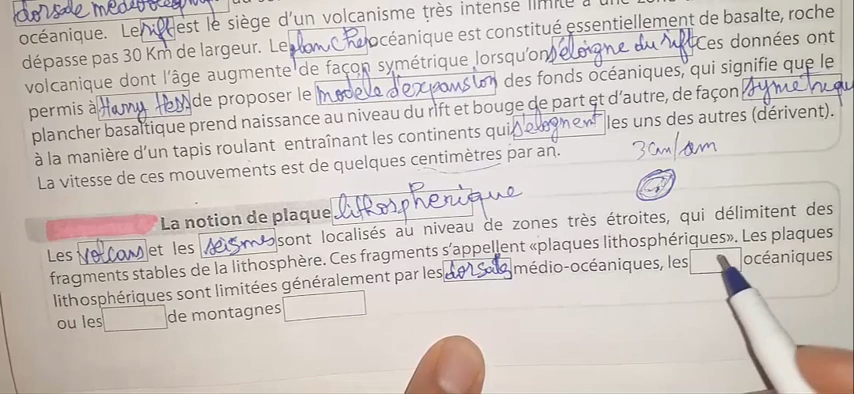 dorsale médio
océanique. Le rift est le siège d'un volcanisme très intense limité à une zone
dépasse pas 30 Km de largeur. Le plancher océanique est constitué essentiellement de basalte, roche
volcanique dont l'âge augmente de façon symétrique lorsqu'on s'éloigne du rift Ces données ont
permis à Harry Hess de proposer le modèle d'expansion des fonds océaniques, qui signifie que le
plancher basaltique prend naissance au niveau du rift et bouge de part et d'autre, de façon symétrique
à la manière d'un tapis roulant entraînant les continents qui s'élognent les uns des autres (dérivent).
La vitesse de ces mouvements est de quelques centimètres par an. 3cm/am
La notion de plaque lithosphérique
Les volcans et les séismes sont localisés au niveau de zones très étroites, qui délimitent des
fragments stables de la lithosphère. Ces fragments s'appellent «plaques lithosphériques». Les plaques
lithosphériques sont limitées généralement par les dorsales médio-océaniques, les océaniques
ou les de montagnes